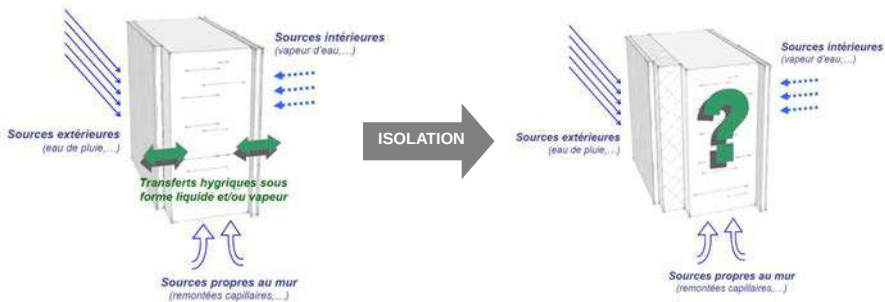 Sources intérieures
(vapeur d'eau,…)
Sources extérieures
(eau de pluie,…)
Transferts hygriques sous
forme liquide et/ou vapeur
Sources propres au mur
(remontées capillaires,…)
ISOLATION
Sources intérieures
(vapeur d'eau,…)
Sources extérieures
(eau de pluie,…)
?
Sources propres au mur
(remontées capillaires,…)